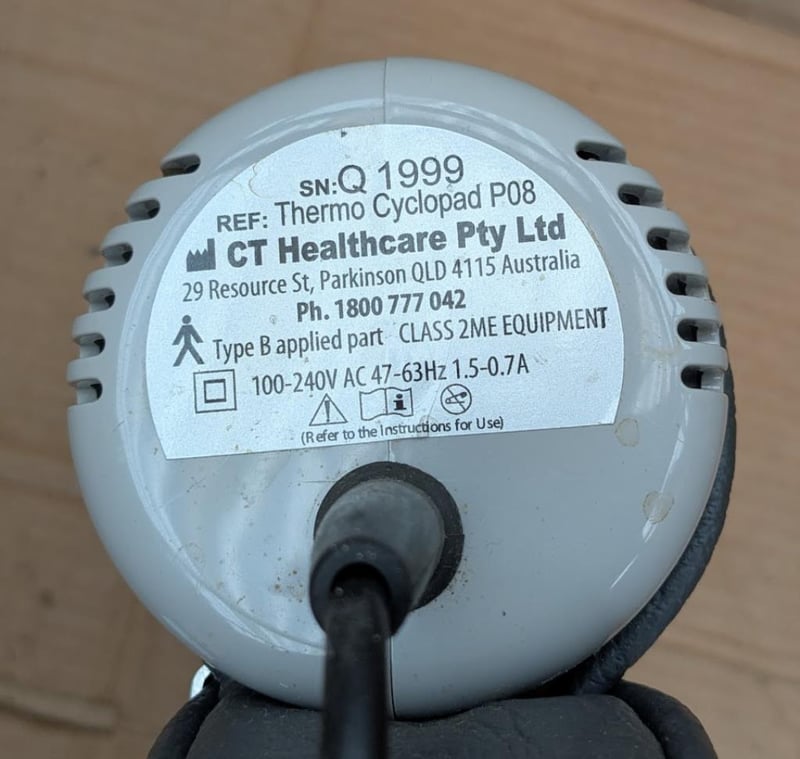 SN:Q 1999
REF: Thermo Cyclopad P08
CT Healthcare Pty Ltd
29 Resource St, Parkinson QLD 4115 Australia
Ph. 1800 777 042
Type B applied part CLASS 2ME EQUIPMENT
100-240V AC 47-63Hz 1.5-0.7A
(Refer to the Instructions for Use)